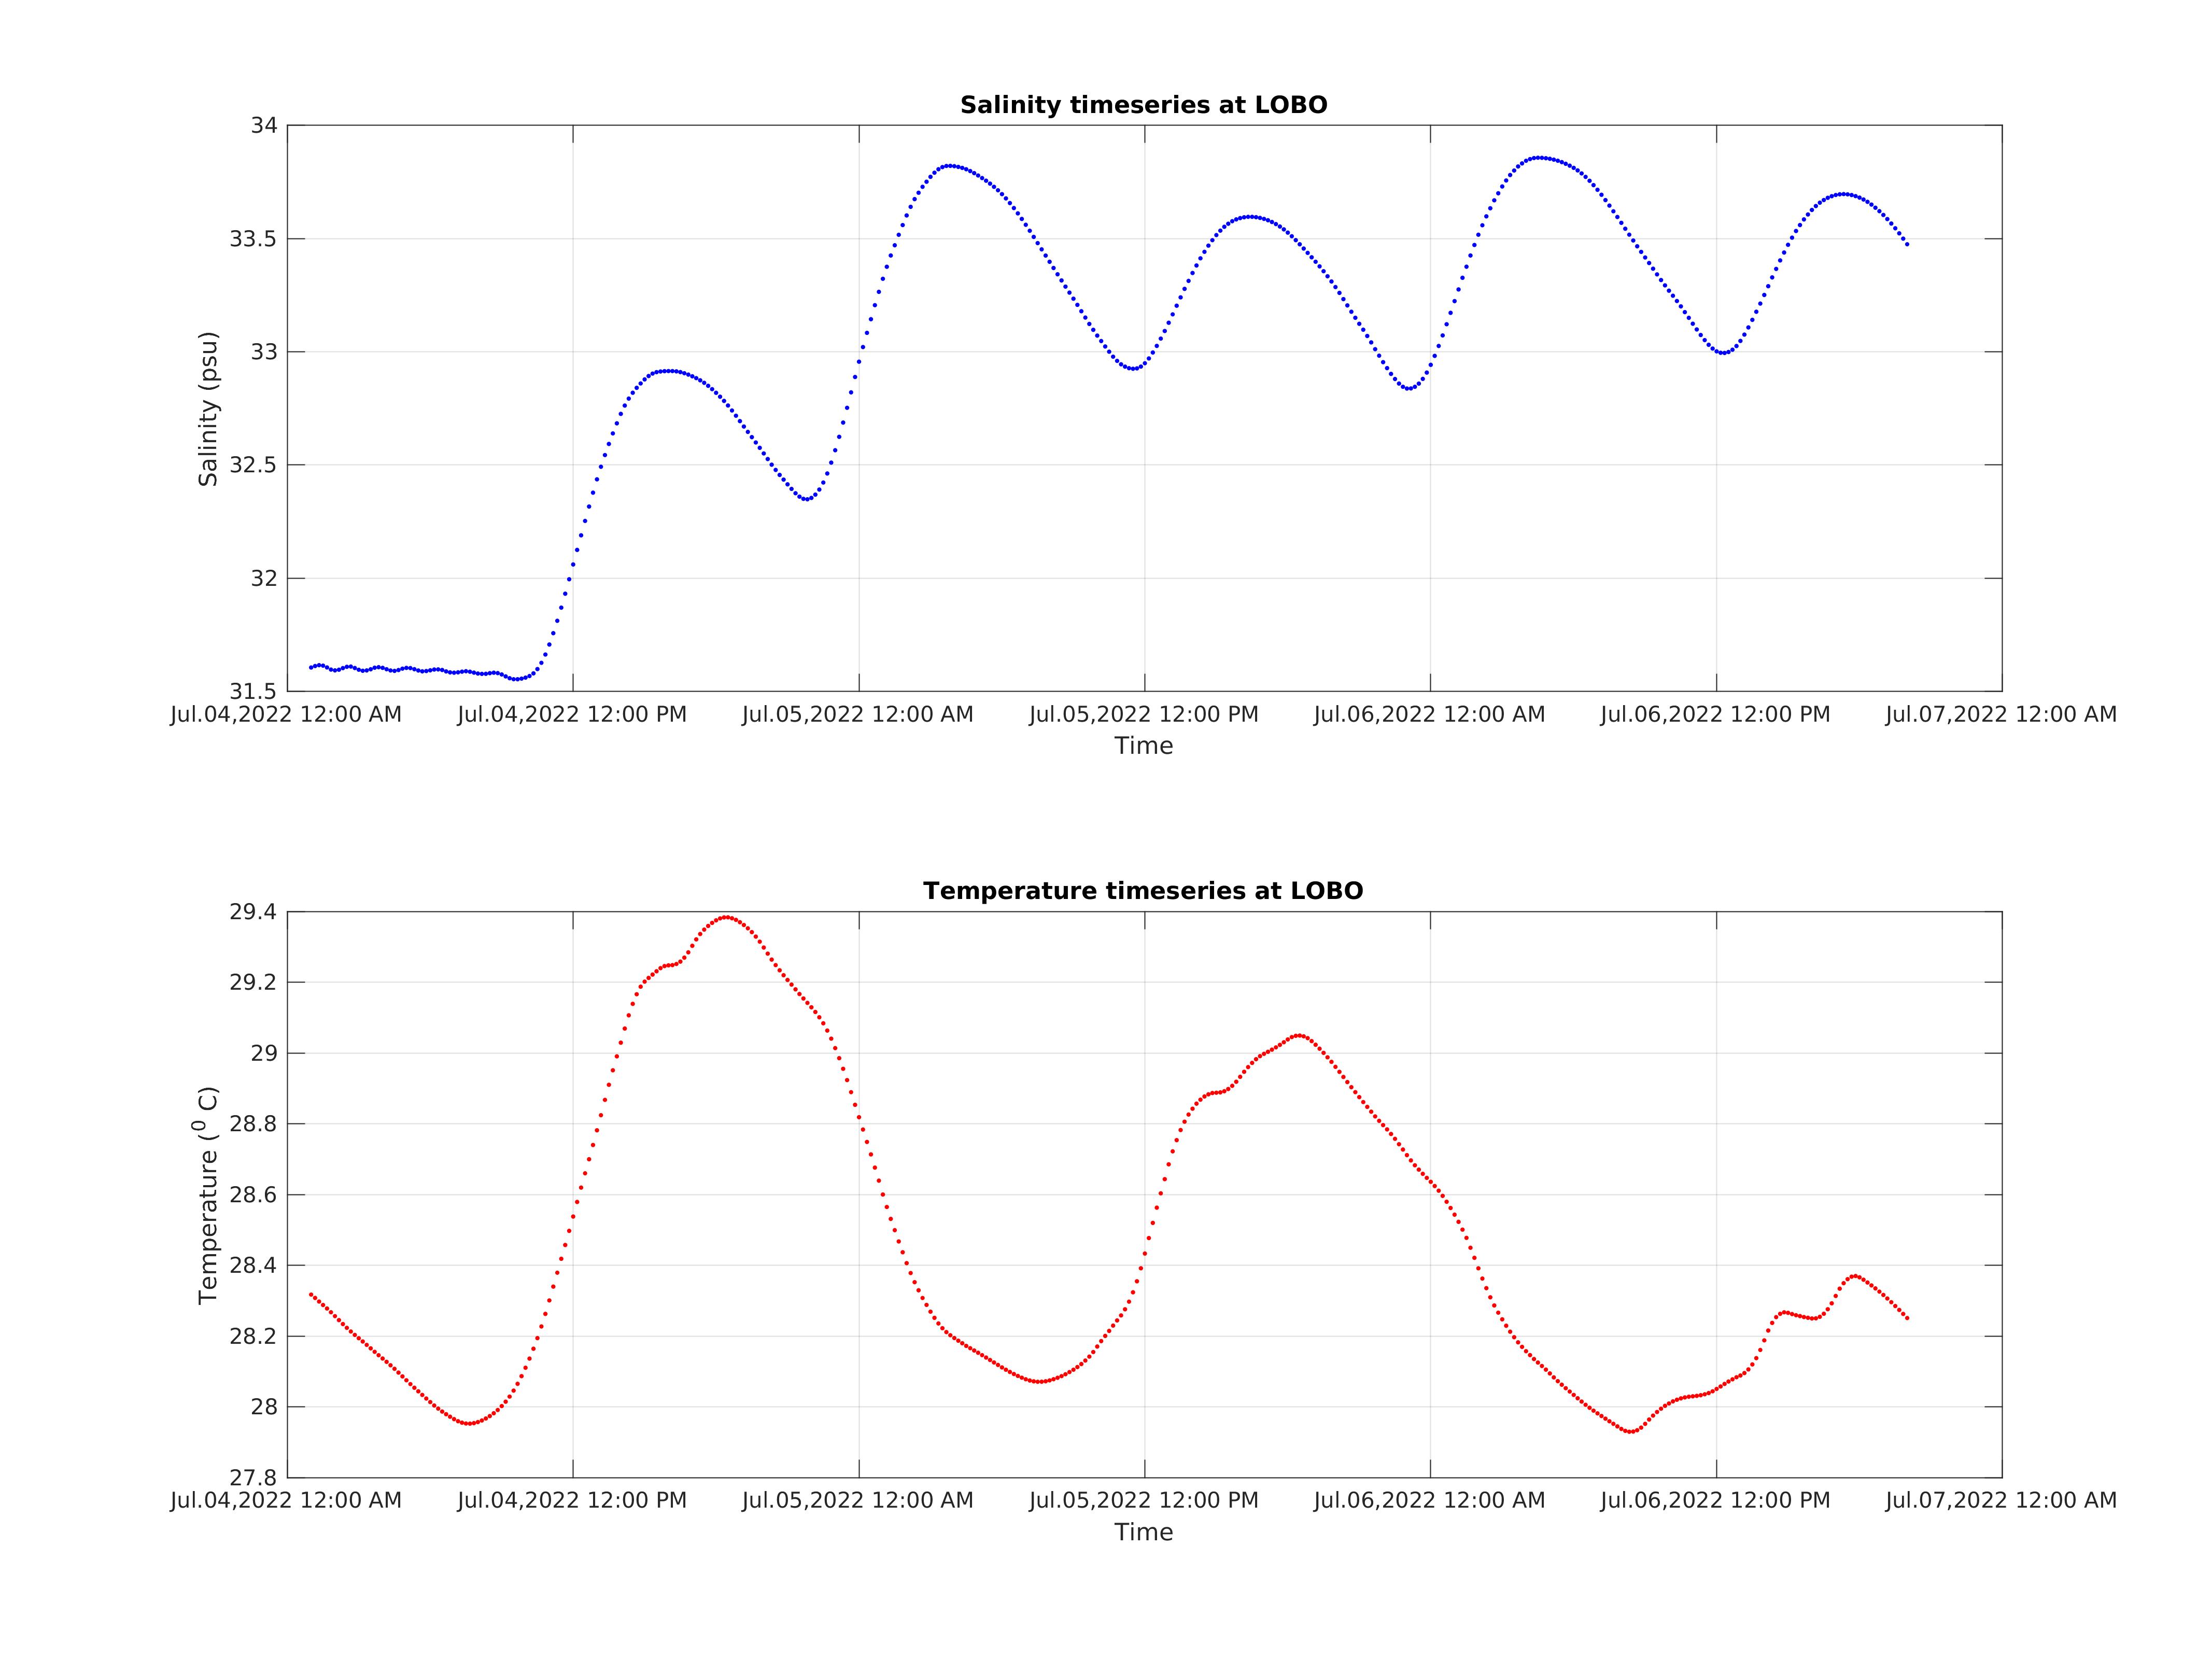 Salinity timeseries at LOBO
34
33.5
33
32.5
32
31.5
Salinity (psu)
Jul.04,2022 12:00 AM Jul.04,2022 12:00 PM Jul.05,2022 12:00 AM Jul.05,2022 12:00 PM Jul.06,2022 12:00 AM Jul.06,2022 12:00 PM Jul.07,2022 12:00 AM
Time
Temperature timeseries at LOBO
29.4
29.2
29
28.8
28.6
28.4
28.2
28
27.8
Temperature (⁰ C)
Jul.04,2022 12:00 AM Jul.04,2022 12:00 PM Jul.05,2022 12:00 AM Jul.05,2022 12:00 PM Jul.06,2022 12:00 AM Jul.06,2022 12:00 PM Jul.07,2022 12:00 AM
Time